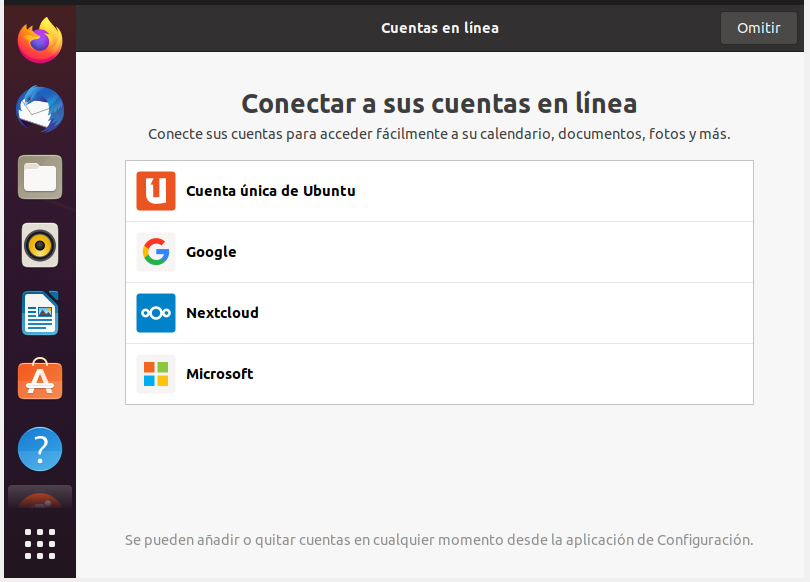 Cuentas en línea
Omitir
Conectar a sus cuentas en línea
Conecte sus cuentas para acceder fácilmente a su calendario, documentos, fotos y más.
Cuenta única de Ubuntu
Google
Nextcloud
Microsoft
Se pueden añadir o quitar cuentas en cualquier momento desde la aplicación de Configuración.